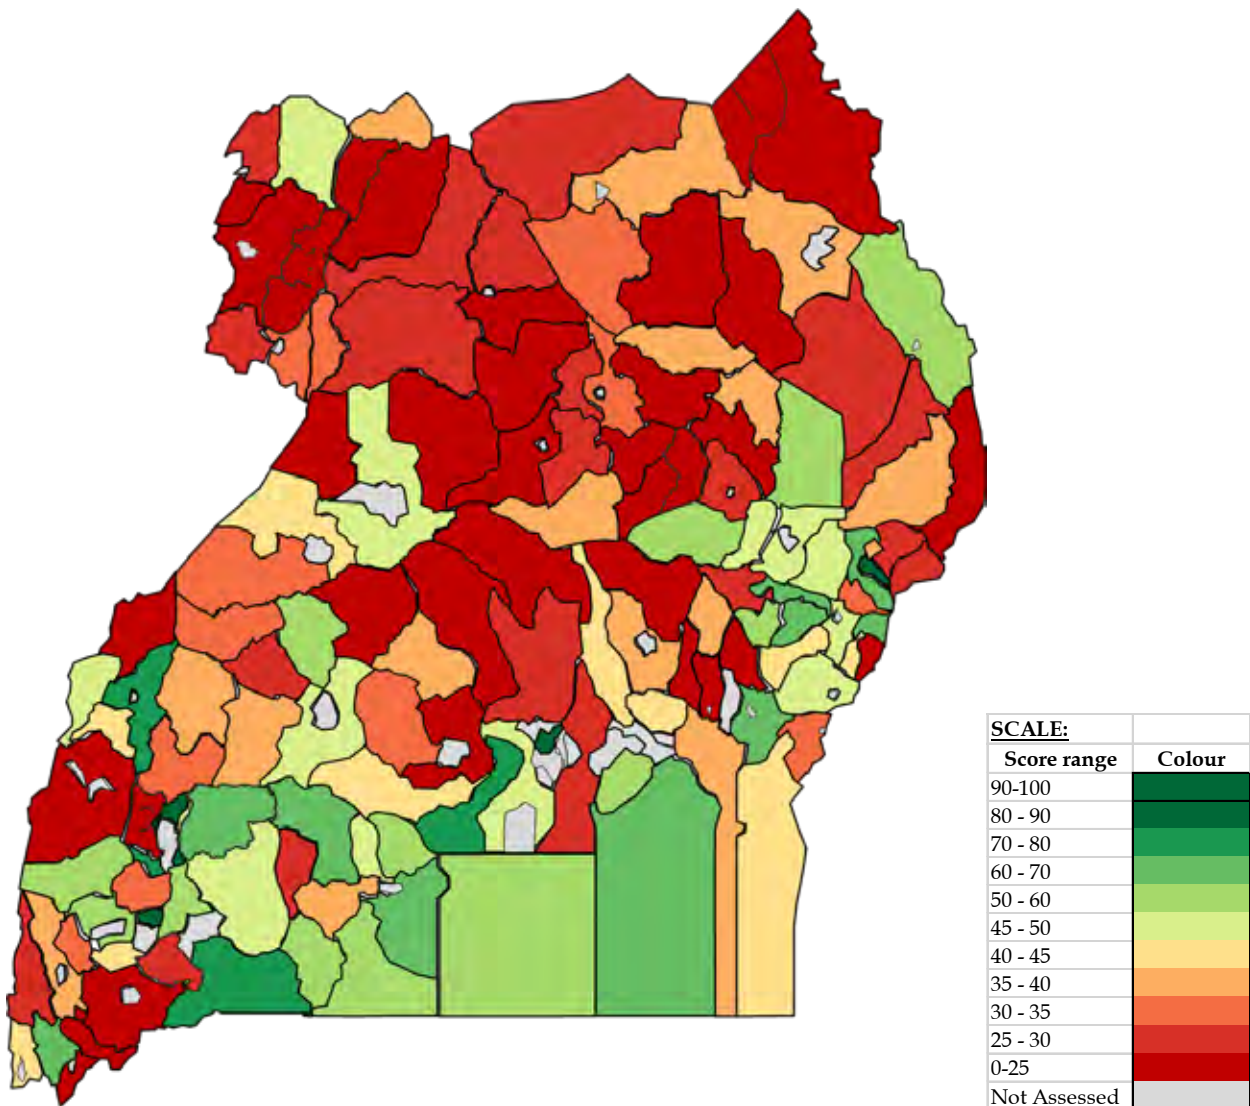 SCALE:
Score range Colour
90-100
80 - 90
70 - 80
60 - 70
50 - 60
45 - 50
40 - 45
35 - 40
30 - 35
25 - 30
0-25
Not Assessed